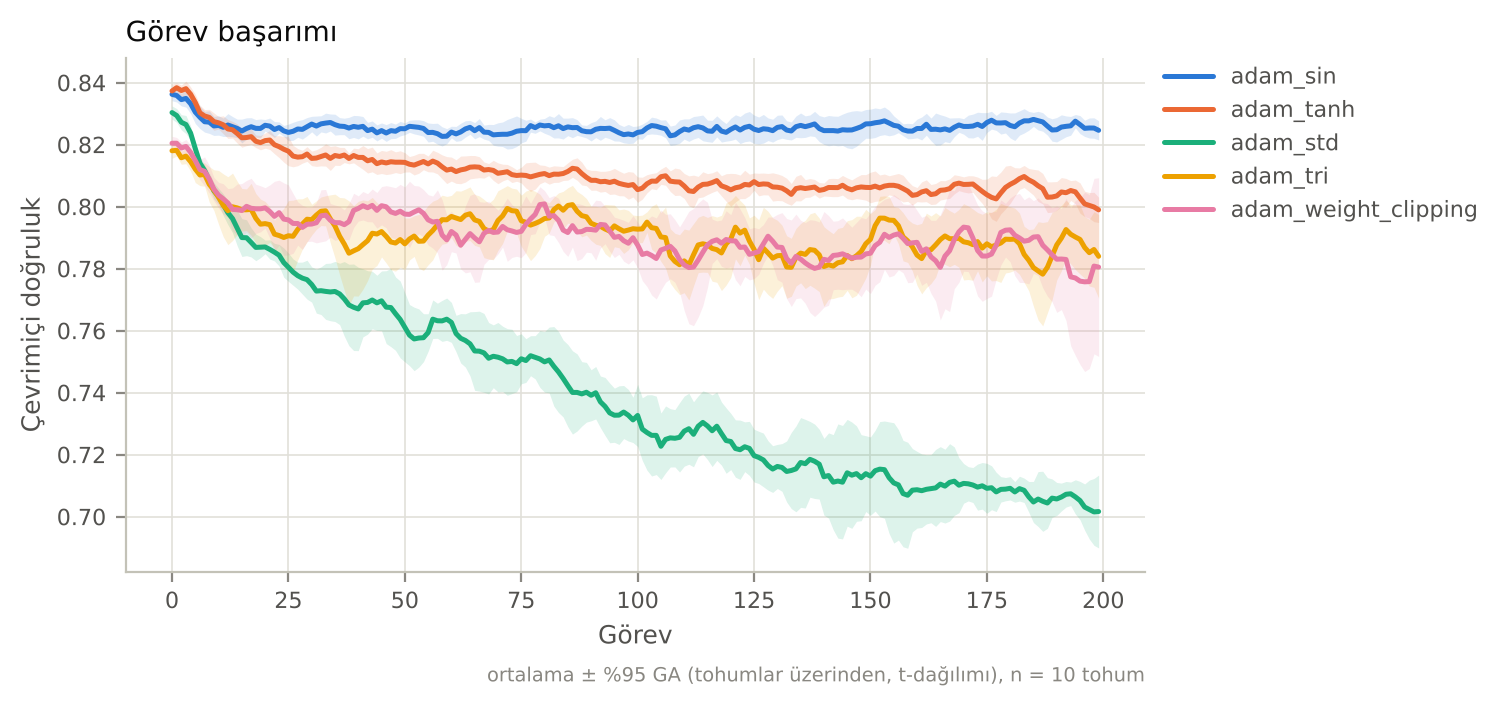 Görev başarımı
0.84
0.82
0.80
0.78
0.76
0.74
0.72
0.70
Çevrimiçi doğruluk
0 25 50 75 100 125 150 175 200
Görev
adam_sin
adam_tanh
adam_std
adam_tri
adam_weight_clipping
ortalama ± %95 GA (tohumlar üzerinden, t-dağılımı), n = 10 tohum